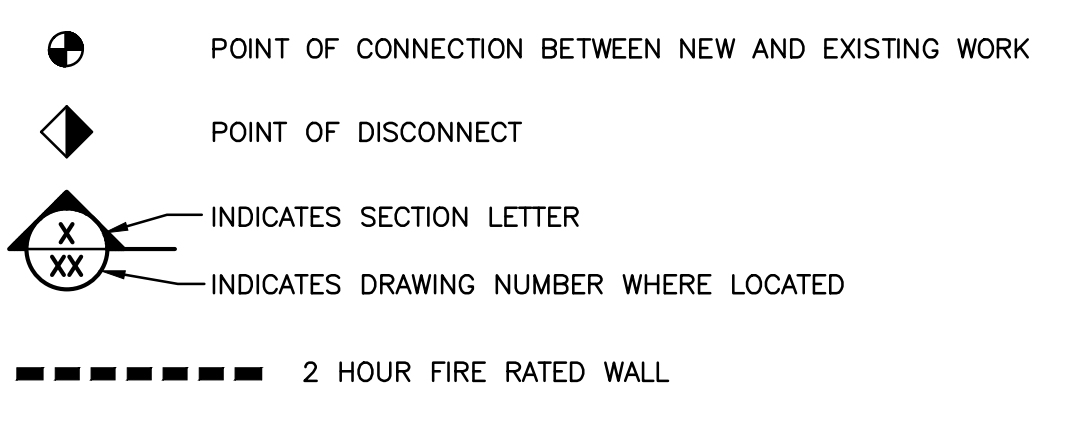 POINT OF CONNECTION BETWEEN NEW AND EXISTING WORK
POINT OF DISCONNECT
X
INDICATES SECTION LETTER
XX
INDICATES DRAWING NUMBER WHERE LOCATED
2 HOUR FIRE RATED WALL